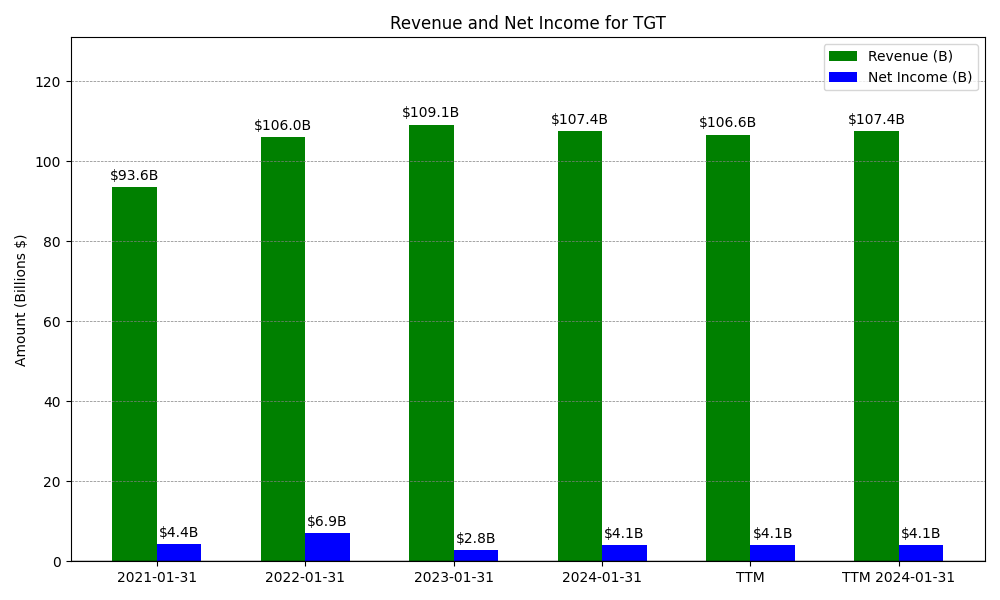 Revenue and Net Income for TGT
Revenue (B)
Net Income (B)
Amount (Billions $)
120
100
80
60
40
20
0
$93.6B
$4.4B
$106.0B
$6.9B
$109.1B
$2.8B
$107.4B
$4.1B
$106.6B
$4.1B
$107.4B
$4.1B
2021-01-31
2022-01-31
2023-01-31
2024-01-31
TTM
TTM 2024-01-31